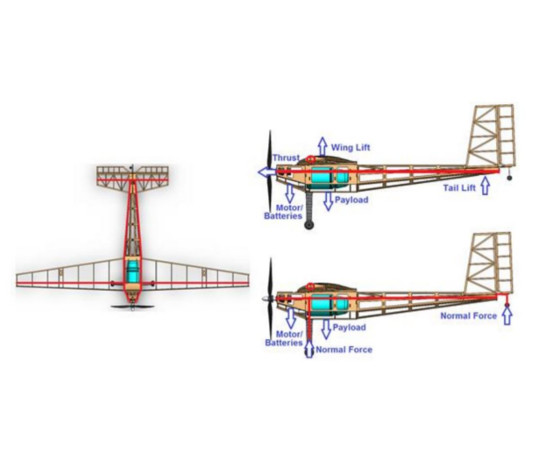 Wing Lift
Thrust
Tail Lift
Motor/
Batteries
Payload
Normal Force
Payload
Motor/
Batteries
Normal Force